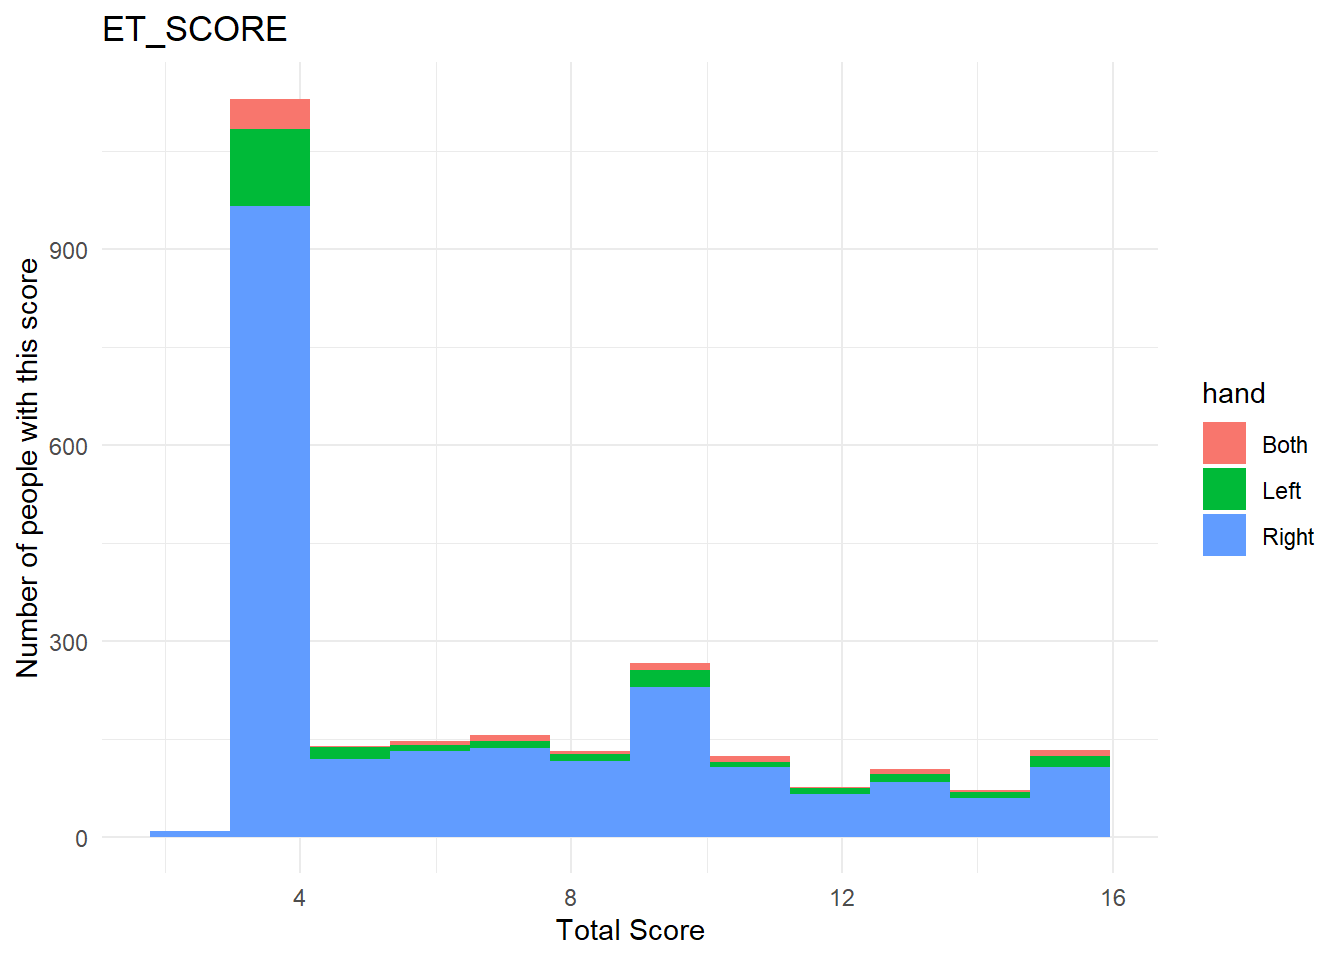 ET_SCORE
Number of people with this score
900
600
300
0
4
8
12
16
Total Score
hand
Both
Left
Right